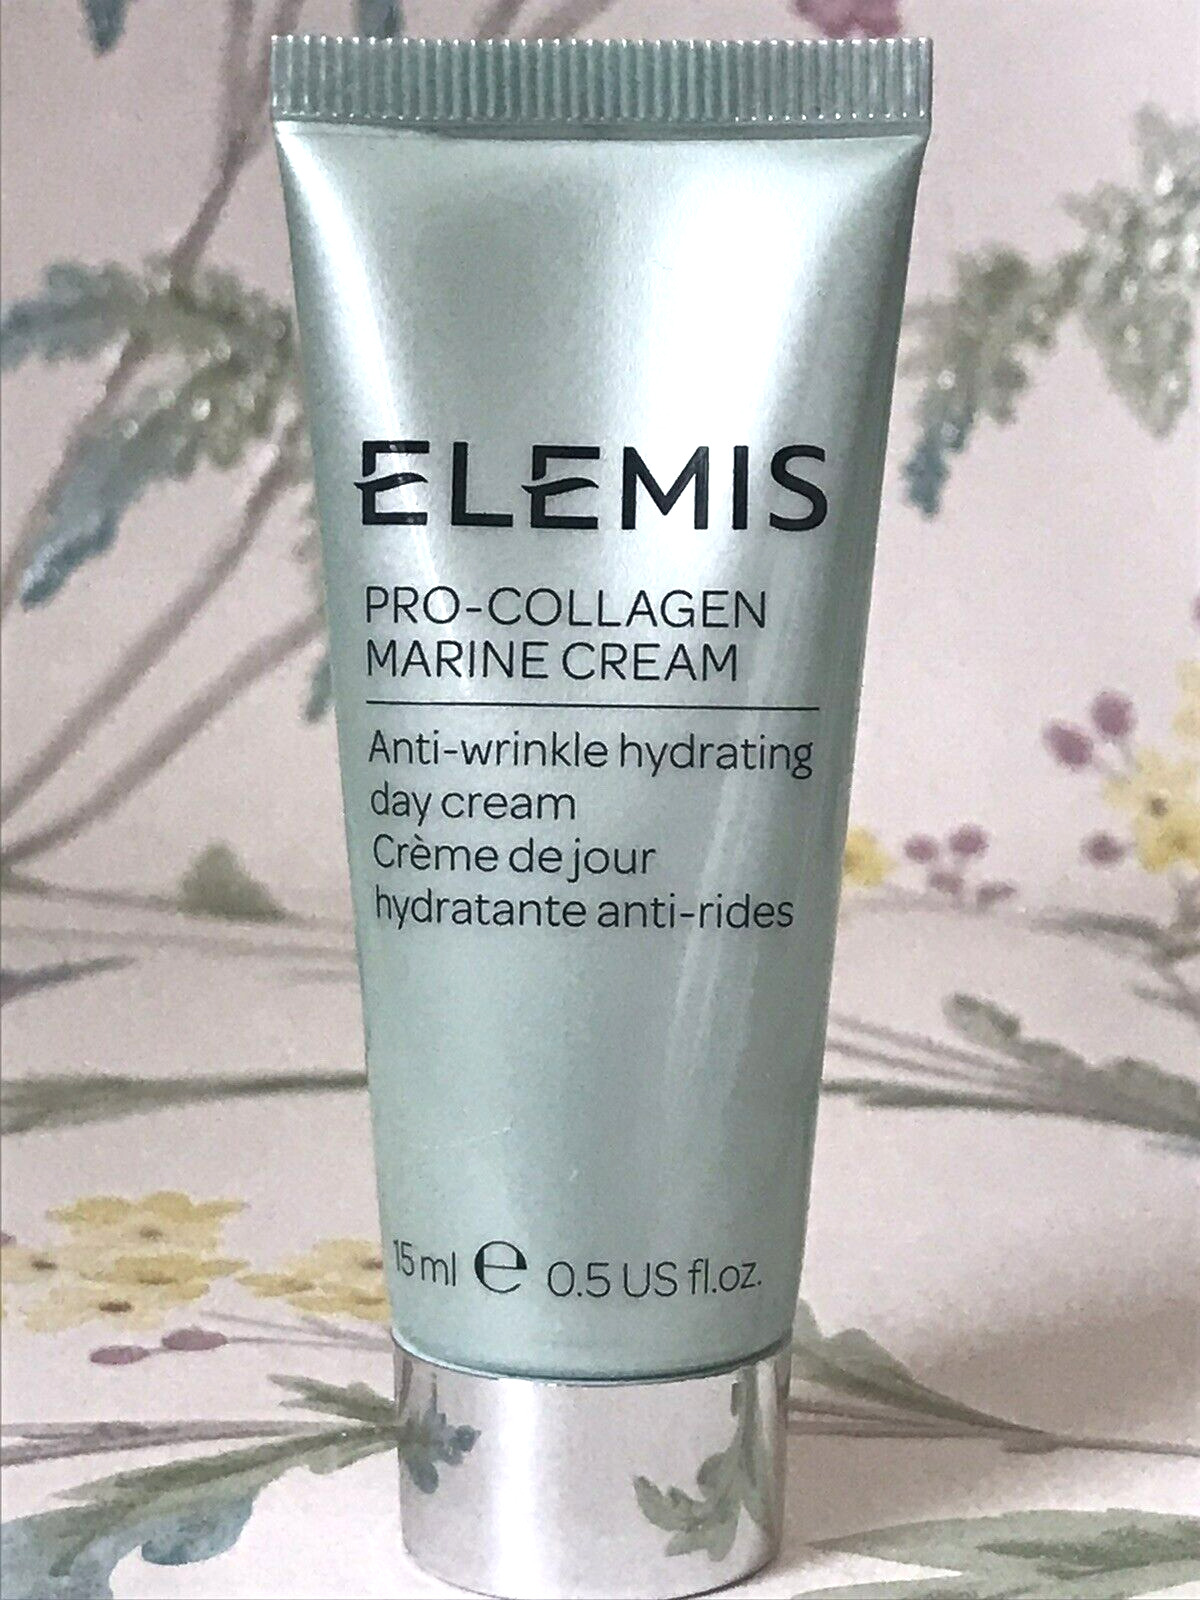 ELEMIS
PRO-COLLAGEN
MARINE CREAM
Anti-wrinkle hydrating
day cream
Crème de jour
hydratante anti-rides
15 ml e 0.5 US fl.oz.